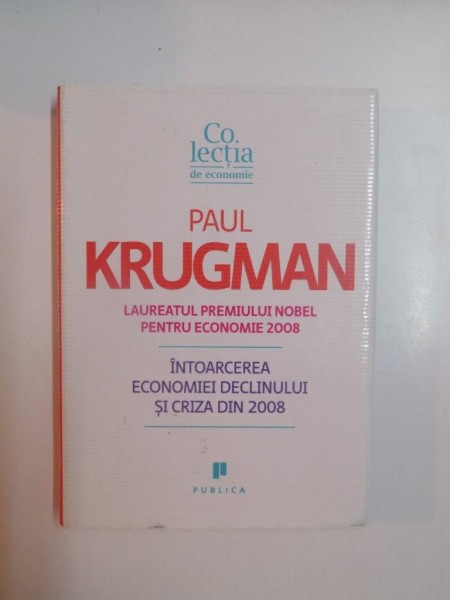 Co.
lecția
de economie
PAUL
KRUGMAN
LAUREATUL PREMIULUI NOBEL
PENTRU ECONOMIE 2008
ÎNTOARCEREA
ECONOMIEI DECLINULUI
ȘI CRIZA DIN 2008
PUBLICA